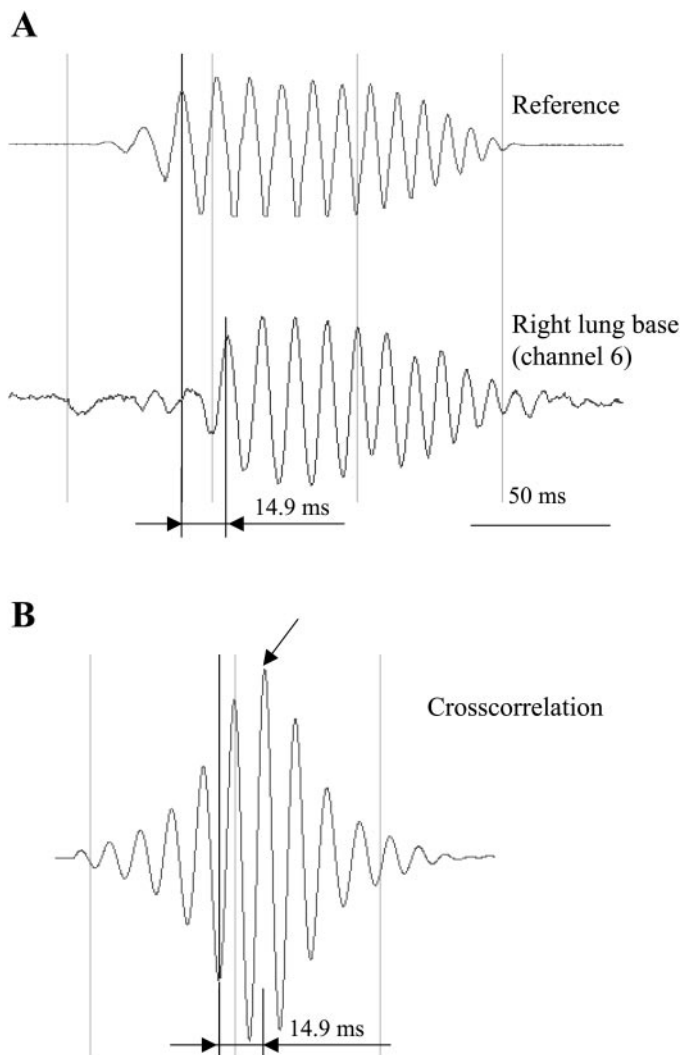 A
Reference
Right lung base
(channel 6)
14.9 ms
50 ms
B
Crosscorrelation
14.9 ms